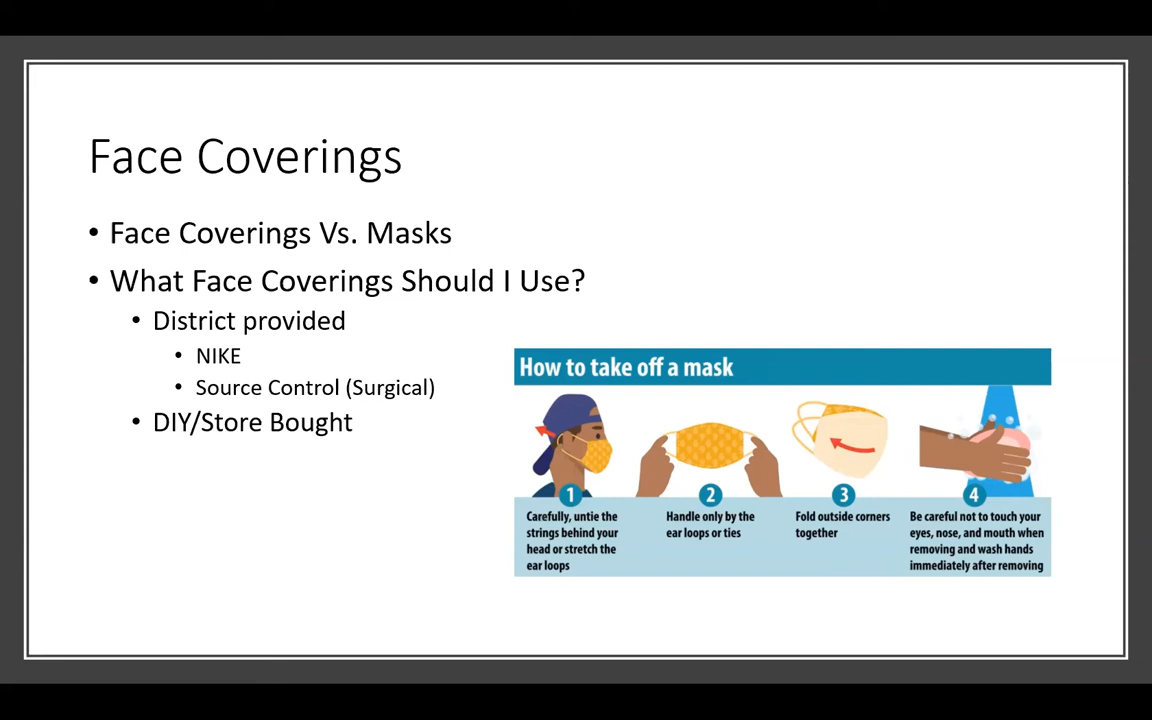 Face Coverings
• Face Coverings Vs. Masks
• What Face Coverings Should I Use?
• District provided
• NIKE
• Source Control (Surgical)
• DIY/Store Bought
How to take off a mask
1
Carefully, untie the
strings behind your
head or stretch the
ear loops
2
Handle only by the
ear loops or ties
3
Fold outside corners
together
4
Be careful not to touch your
eyes, nose, and mouth when
removing and wash hands
immediately after removing